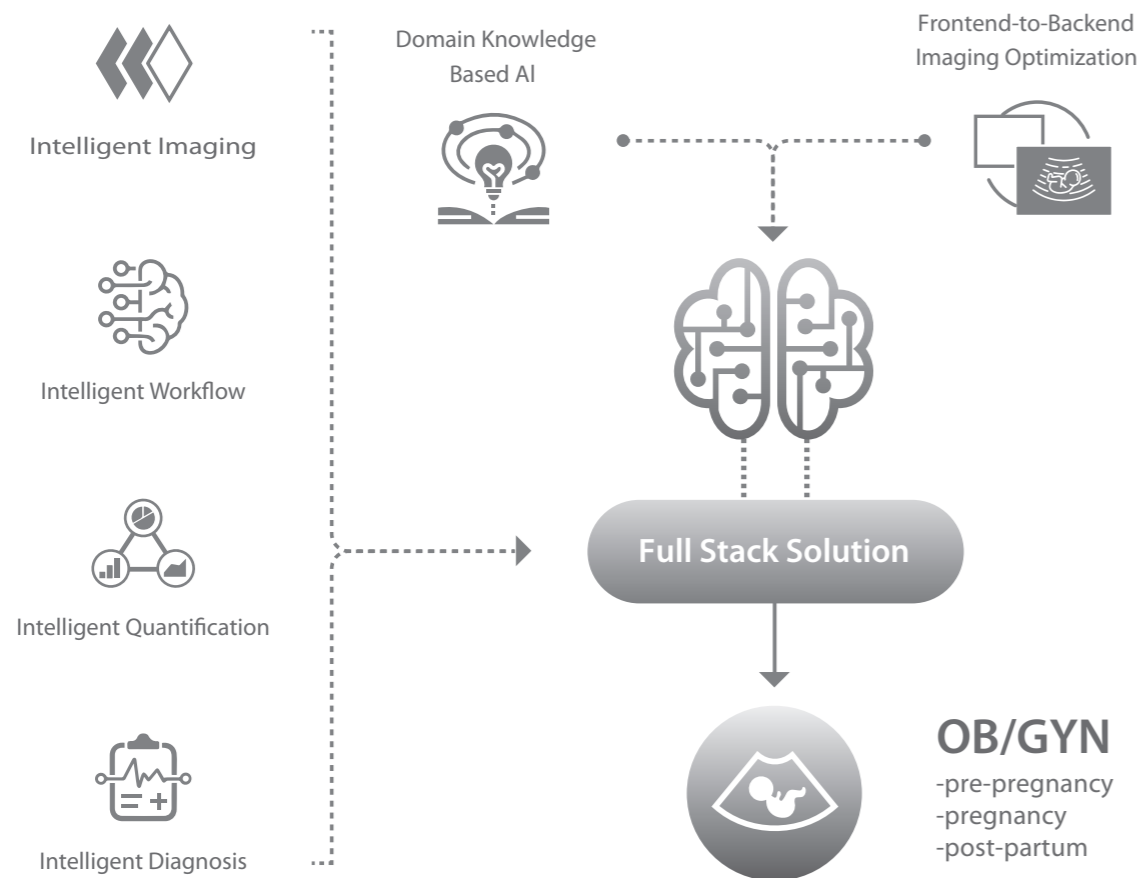 Intelligent Imaging
Intelligent Workflow
Intelligent Quantification
Intelligent Diagnosis
Domain Knowledge
Based AI
Frontend-to-Backend
Imaging Optimization
Full Stack Solution
OB/GYN
-pre-pregnancy
-pregnancy
-post-partum